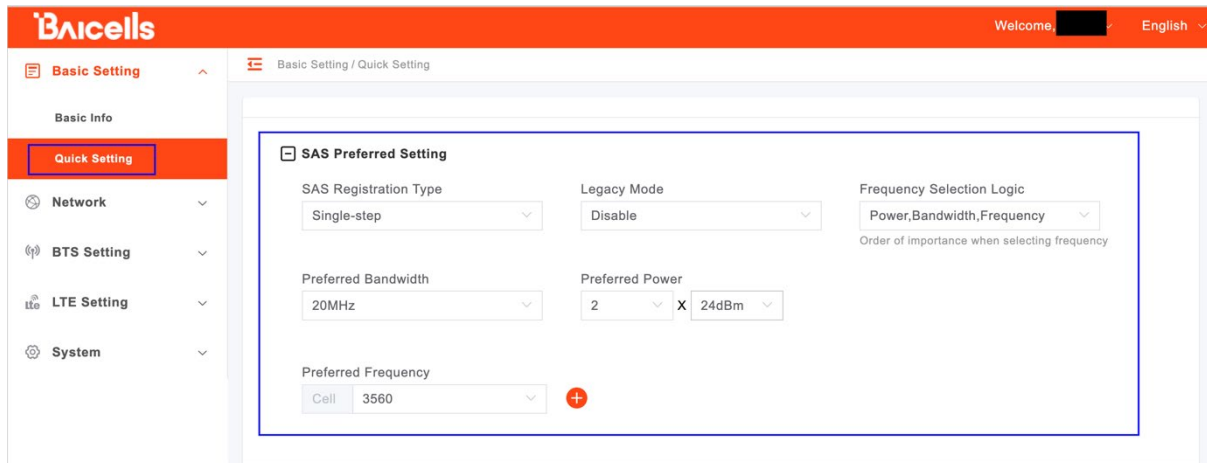 Baicells
Welcome,
English
Basic Setting
Basic Setting / Quick Setting
Basic Info
Quick Setting
Network
BTS Setting
LTE Setting
System
SAS Preferred Setting
SAS Registration Type
Legacy Mode
Frequency Selection Logic
Single-step
Disable
Power,Bandwidth,Frequency
Order of importance when selecting frequency
Preferred Bandwidth
Preferred Power
20MHz
2
X
24dBm
Preferred Frequency
Cell
3560